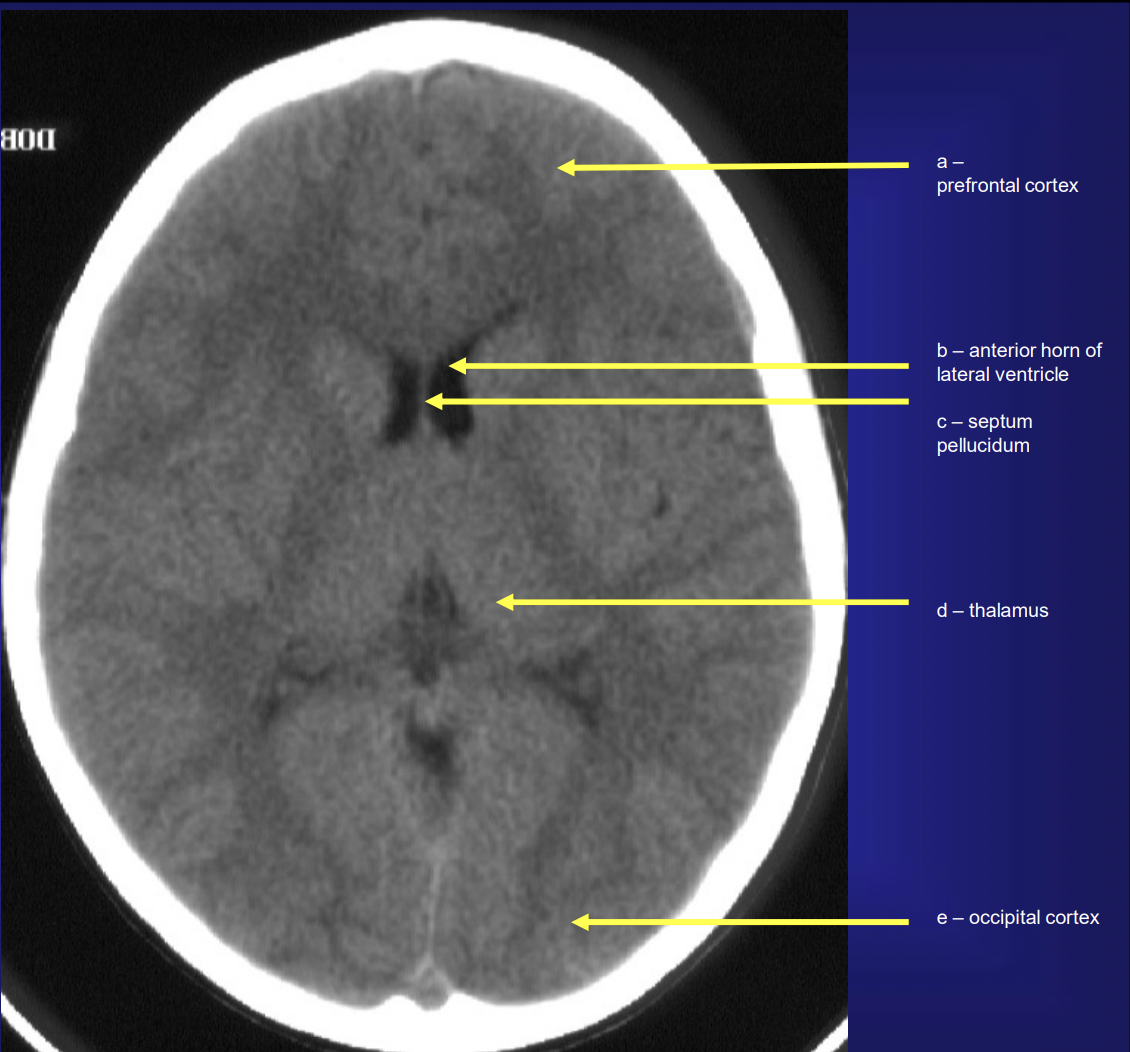 DOB
a –
prefrontal cortex
b – anterior horn of
lateral ventricle
c – septum
pellucidum
d – thalamus
e – occipital cortex